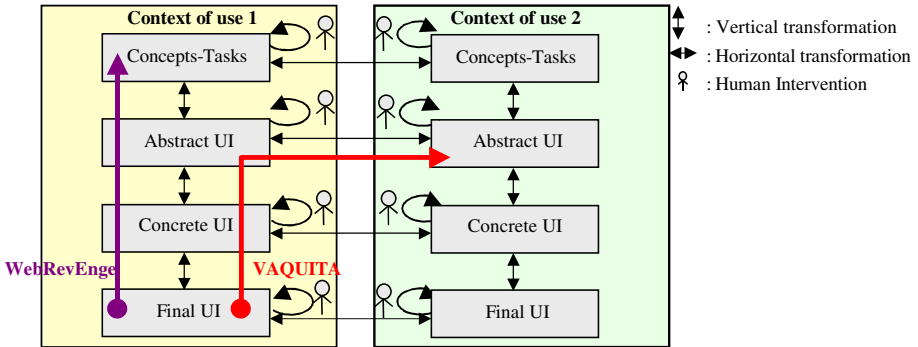 Context of use 1
Context of use 2
: Vertical transformation
Concepts-Tasks
Concepts-Tasks
: Horizontal transformation
: Human Intervention
Abstract UI
Abstract UI
Concrete UI
Concrete UI
WebRevEnge
VAQUITA
Final UI
Final UI